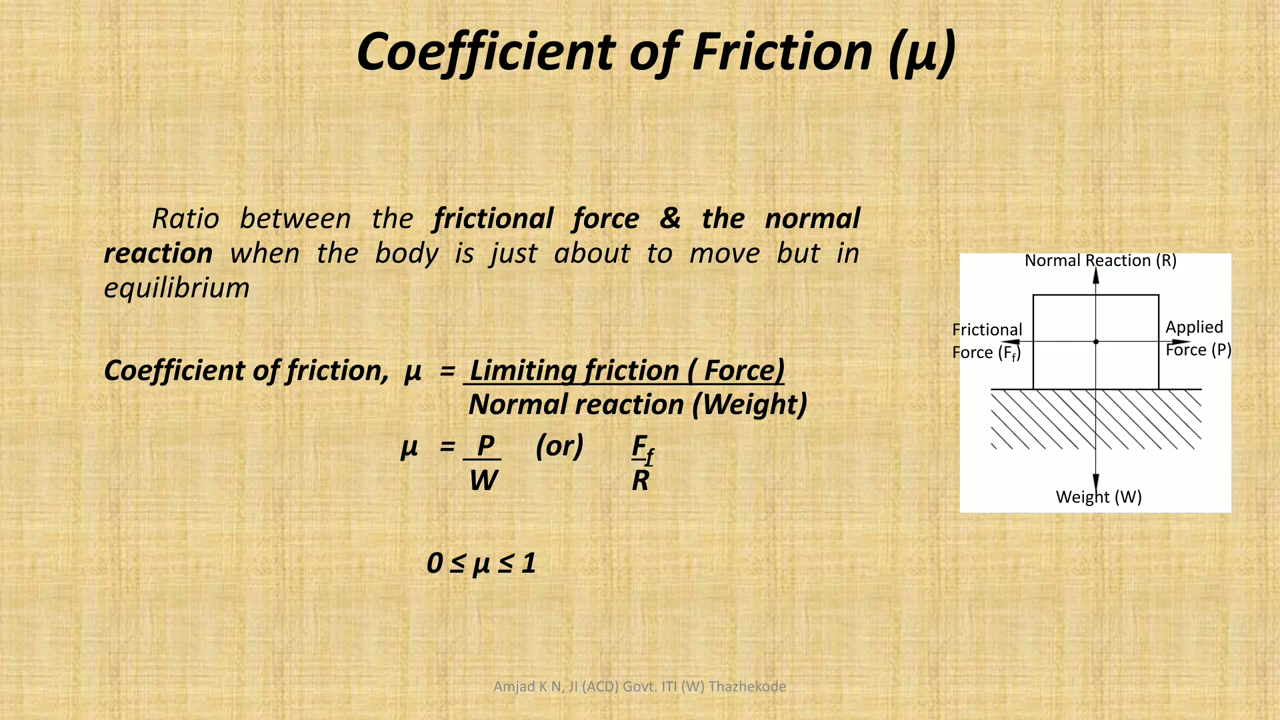 Coefficient of Friction (μ)
Ratio between the frictional force & the normal
reaction when the body is just about to move but in
equilibrium
Coefficient of friction, μ = Limiting friction ( Force)
Normal reaction (Weight)
μ = P (or) Ff
W R
0 ≤ μ ≤ 1
Normal Reaction (R)
Frictional
Force (Ff)
Applied
Force (P)
Weight (W)
Amjad K N, JI (ACD) Govt. ITI (W) Thazhekode